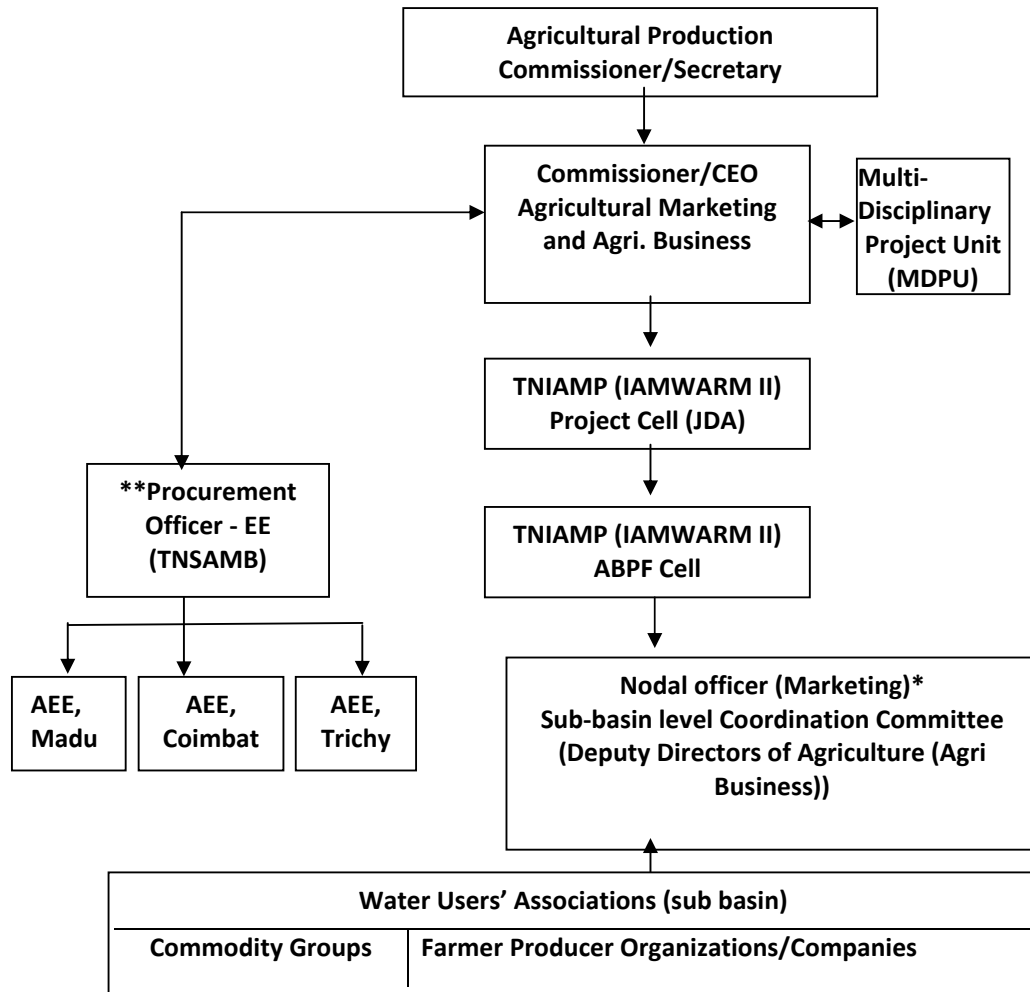 Agricultural Production
Commissioner/Secretary
Commissioner/CEO
Agricultural Marketing
and Agri. Business
Multi-
Disciplinary
Project Unit
(MDPU)
TNIAMP (IAMWARM II)
Project Cell (JDA)
**Procurement
Officer - EE
(TNSAMB)
TNIAMP (IAMWARM II)
ABPF Cell
AEE,
Madu
AEE,
Coimbat
AEE,
Trichy
Nodal officer (Marketing)*
Sub-basin level Coordination Committee
(Deputy Directors of Agriculture (Agri
Business))
Water Users’ Associations (sub basin)
Commodity Groups
Farmer Producer Organizations/Companies